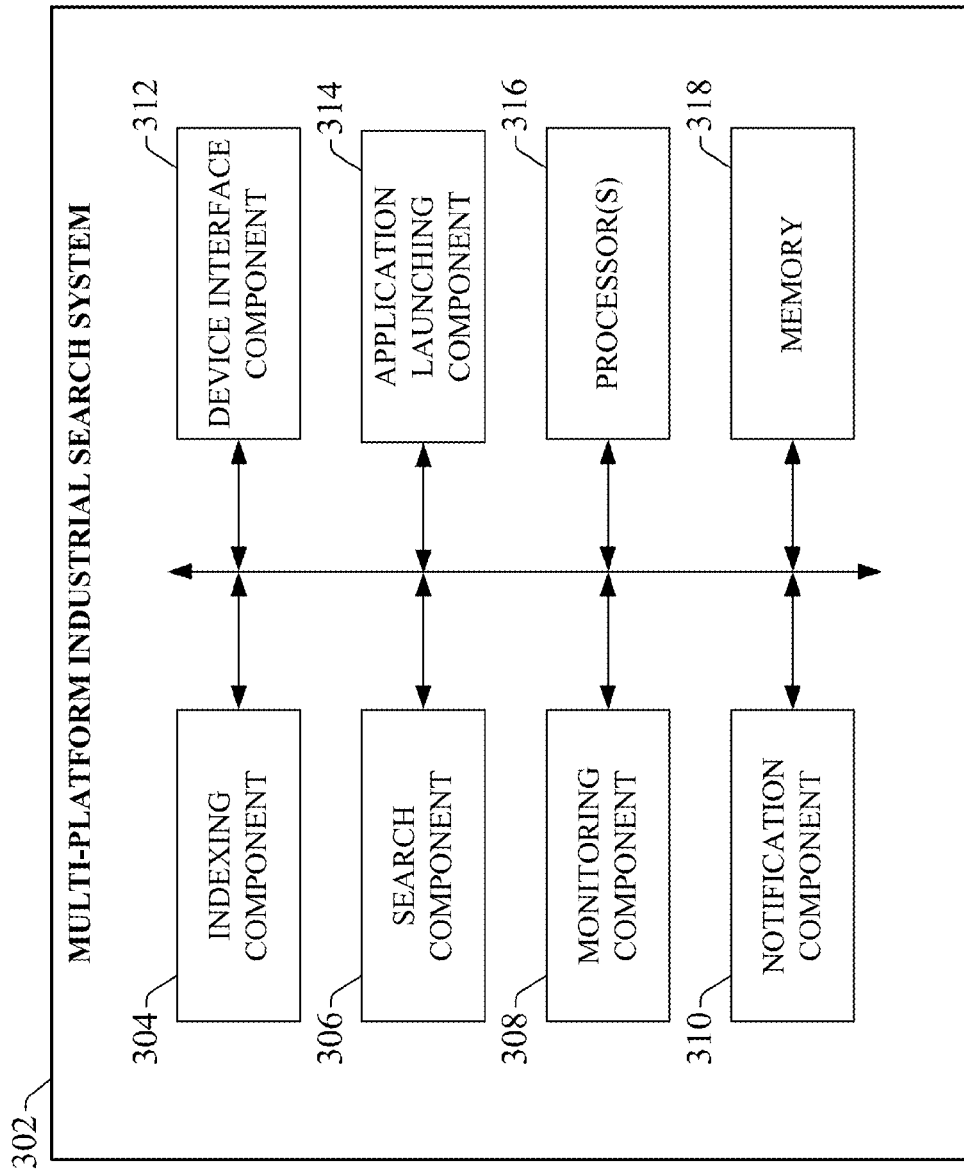 302
MULTI-PLATFORM INDUSTRIAL SEARCH SYSTEM
304
INDEXING
COMPONENT
306
SEARCH
COMPONENT
308
MONITORING
COMPONENT
310
NOTIFICATION
COMPONENT
312
DEVICE INTERFACE
COMPONENT
314
APPLICATION
LAUNCHING
COMPONENT
316
PROCESSOR(S)
318
MEMORY